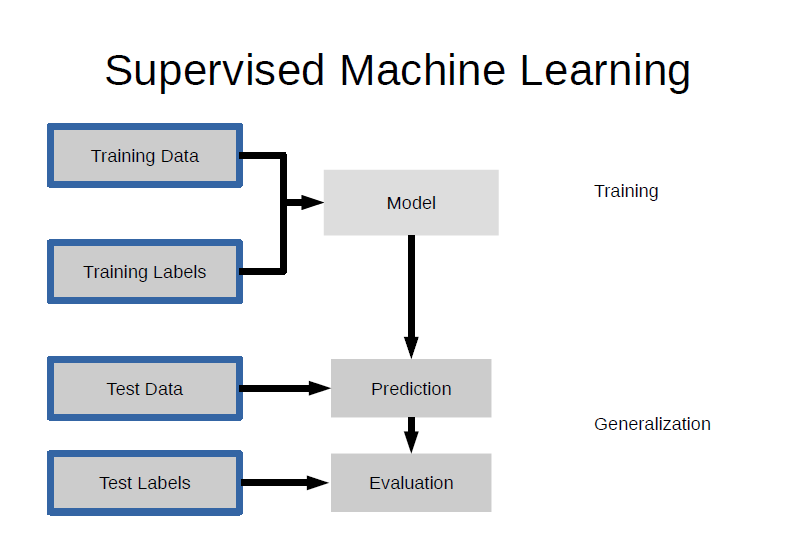 Supervised Machine Learning
Training Data
Model
Training
Training Labels
Test Data
Prediction
Generalization
Test Labels
Evaluation